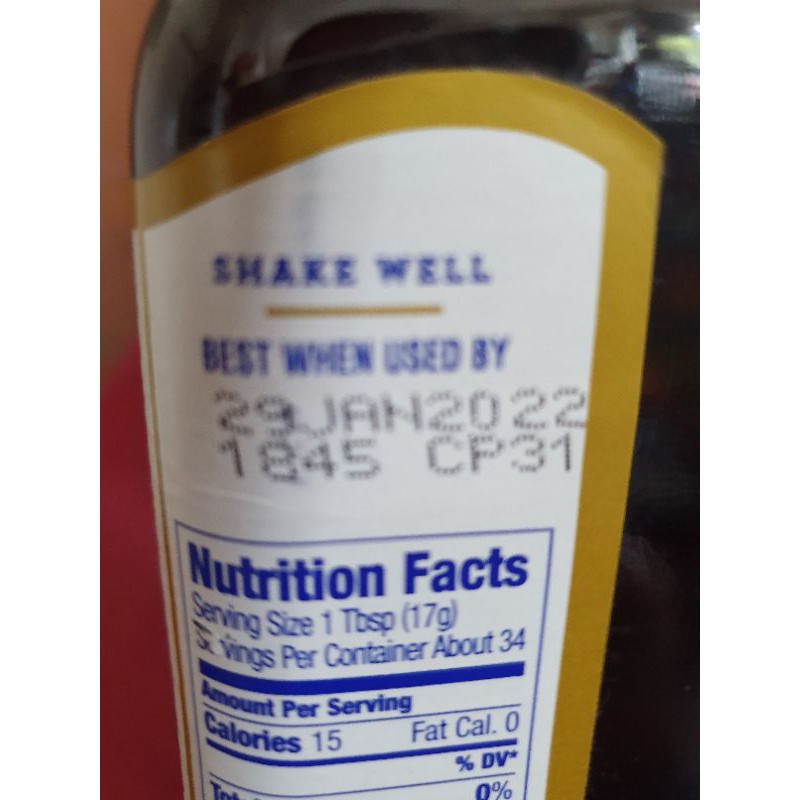 SHAKE WELL
BEST WHEN USED BY
29JAN2022
1845 CP31
Nutrition Facts
Serving Size 1 Tbsp (17g)
Servings Per Container About 34
Amount Per Serving
Calories 15 Fat Cal. 0
% DV*
0%